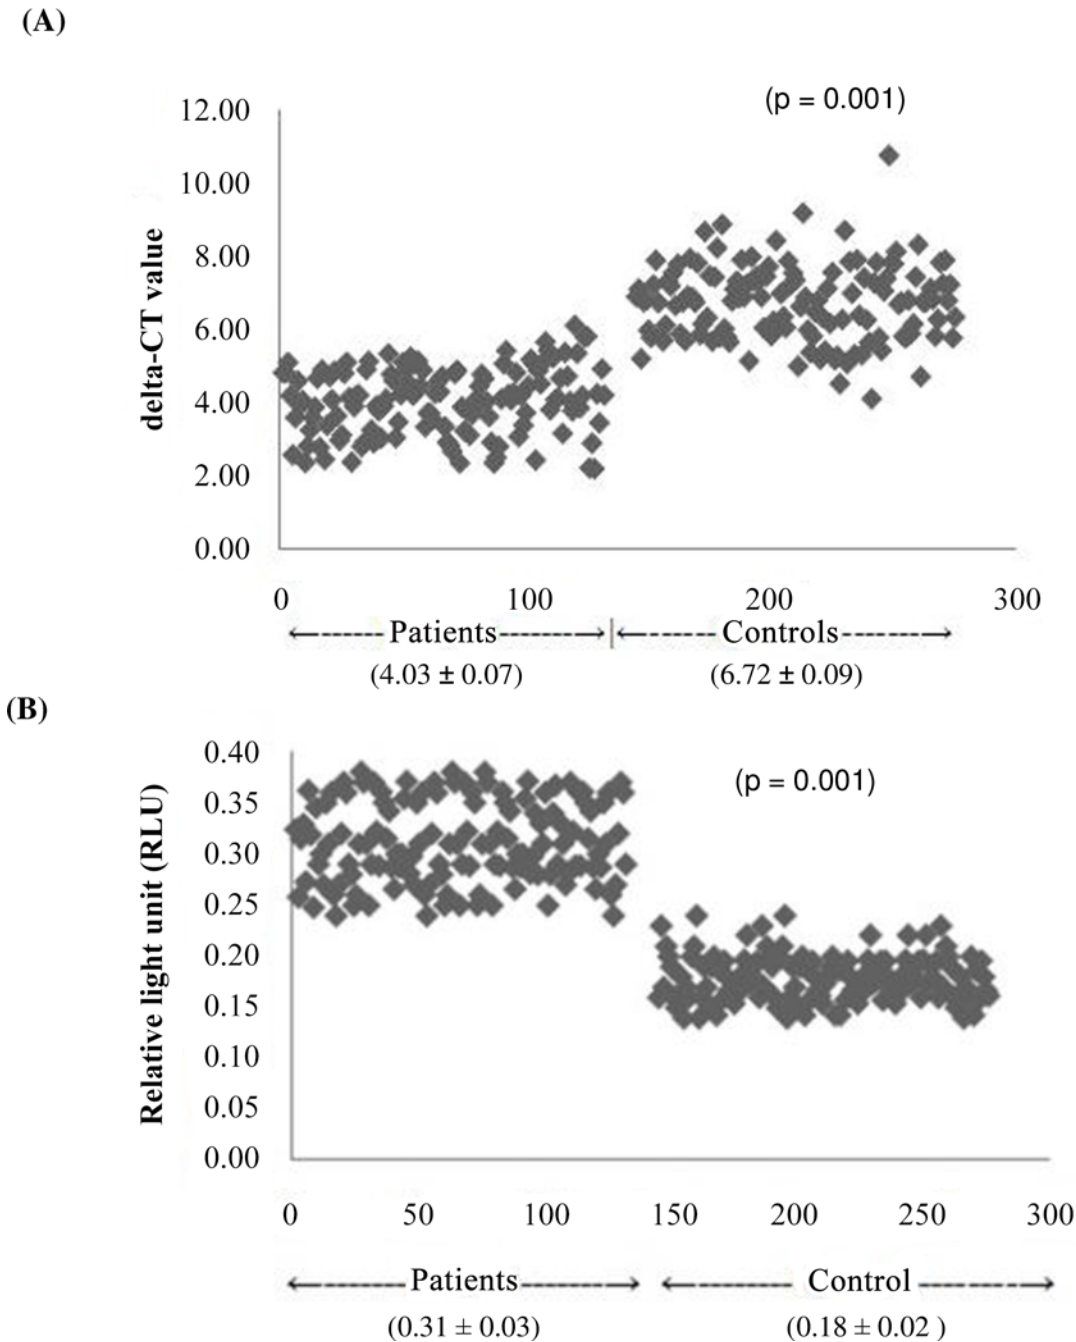 (A)
(p = 0.001)
delta-CT value
12.00
10.00
8.00
6.00
4.00
2.00
0.00
0 100 200 300
Patients Controls
(4.03 ± 0.07) (6.72 ± 0.09)
(B)
(p = 0.001)
Relative light unit (RLU)
0.40
0.35
0.30
0.25
0.20
0.15
0.10
0.05
0.00
0 50 100 150 200 250 300
Patients Control
(0.31 ± 0.03) (0.18 ± 0.02 )